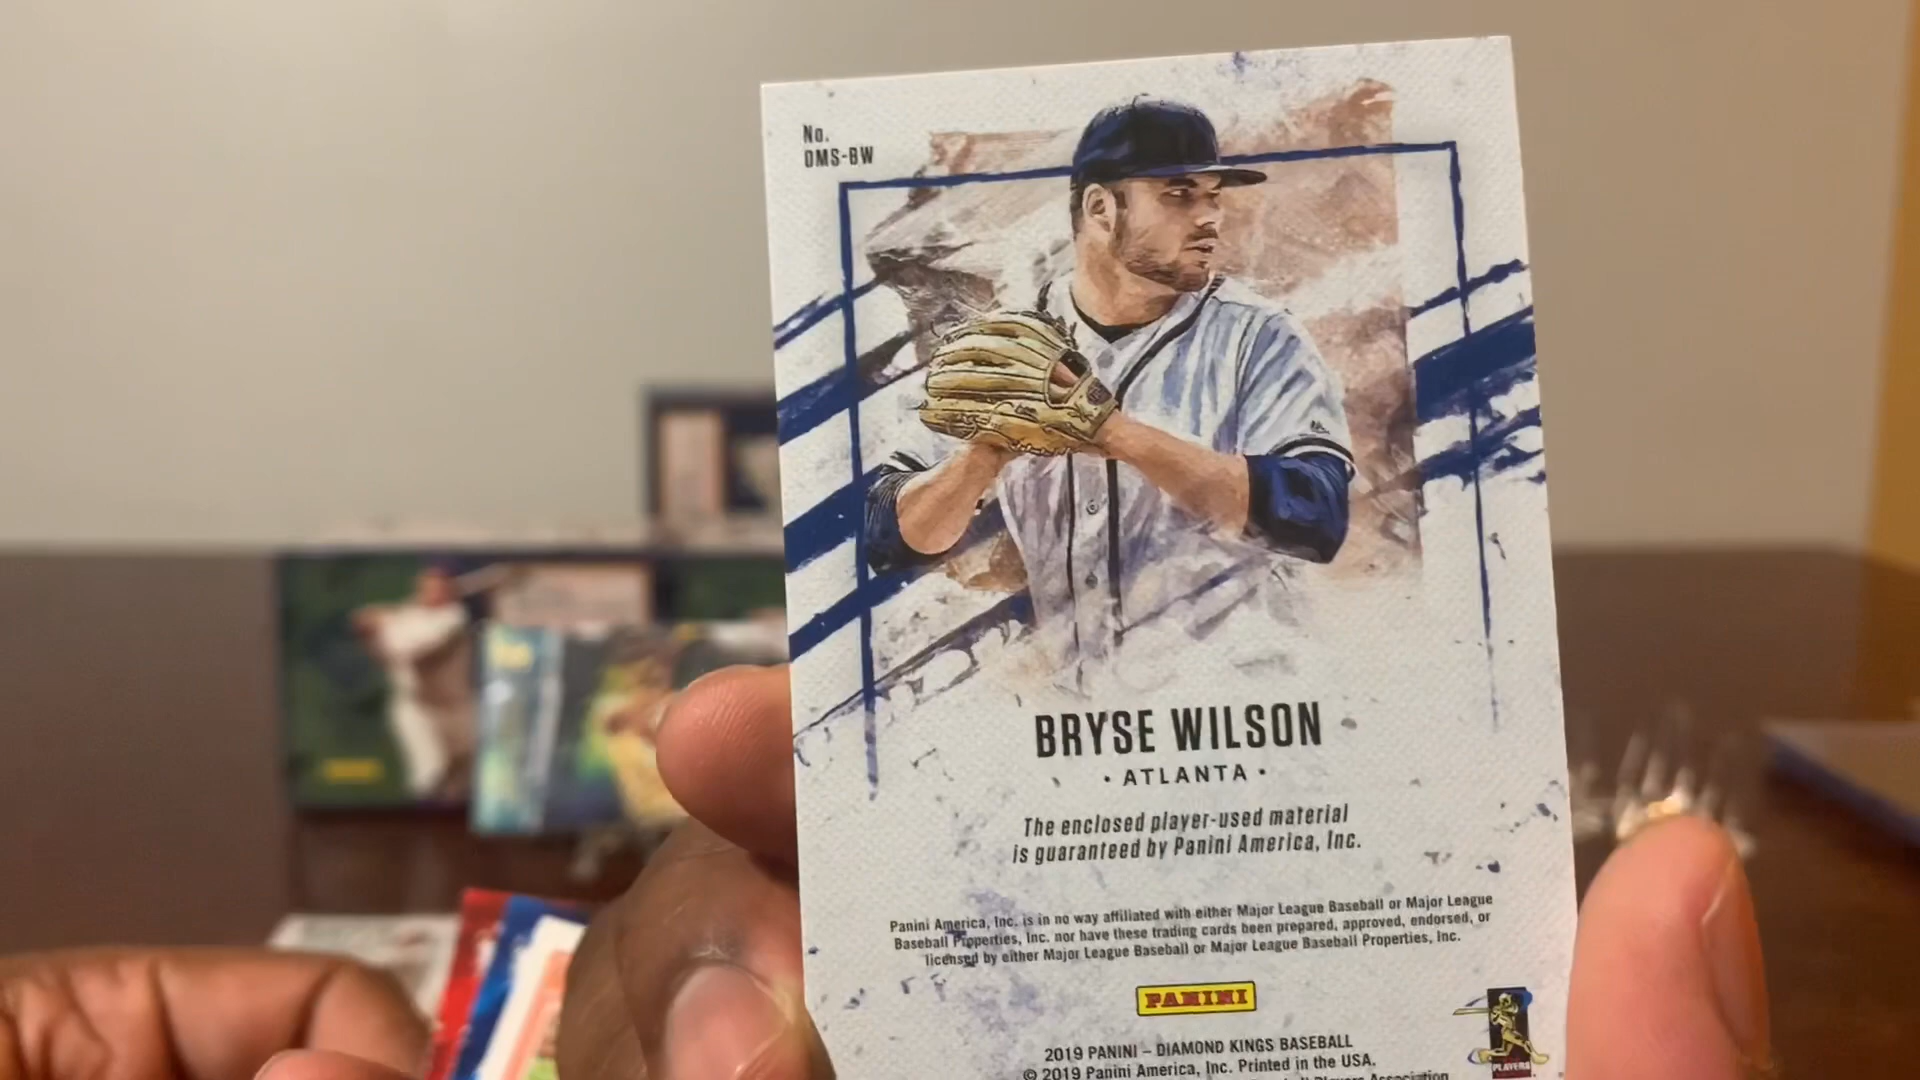 No.
DMS-BW
BRYSE WILSON
• ATLANTA •
The enclosed player-used material
is guaranteed by Panini America, Inc.
Panini America, Inc. is in no way affiliated with either Major League Baseball or Major League
Baseball Properties, Inc. nor have these trading cards been prepared, approved, endorsed, or
licensed by either Major League Baseball or Major League Baseball Properties, Inc.
PANINI
2019 PANINI – DIAMOND KINGS BASEBALL
© 2019 Panini America, Inc. Printed in the USA.
Players Association
PLAYERS